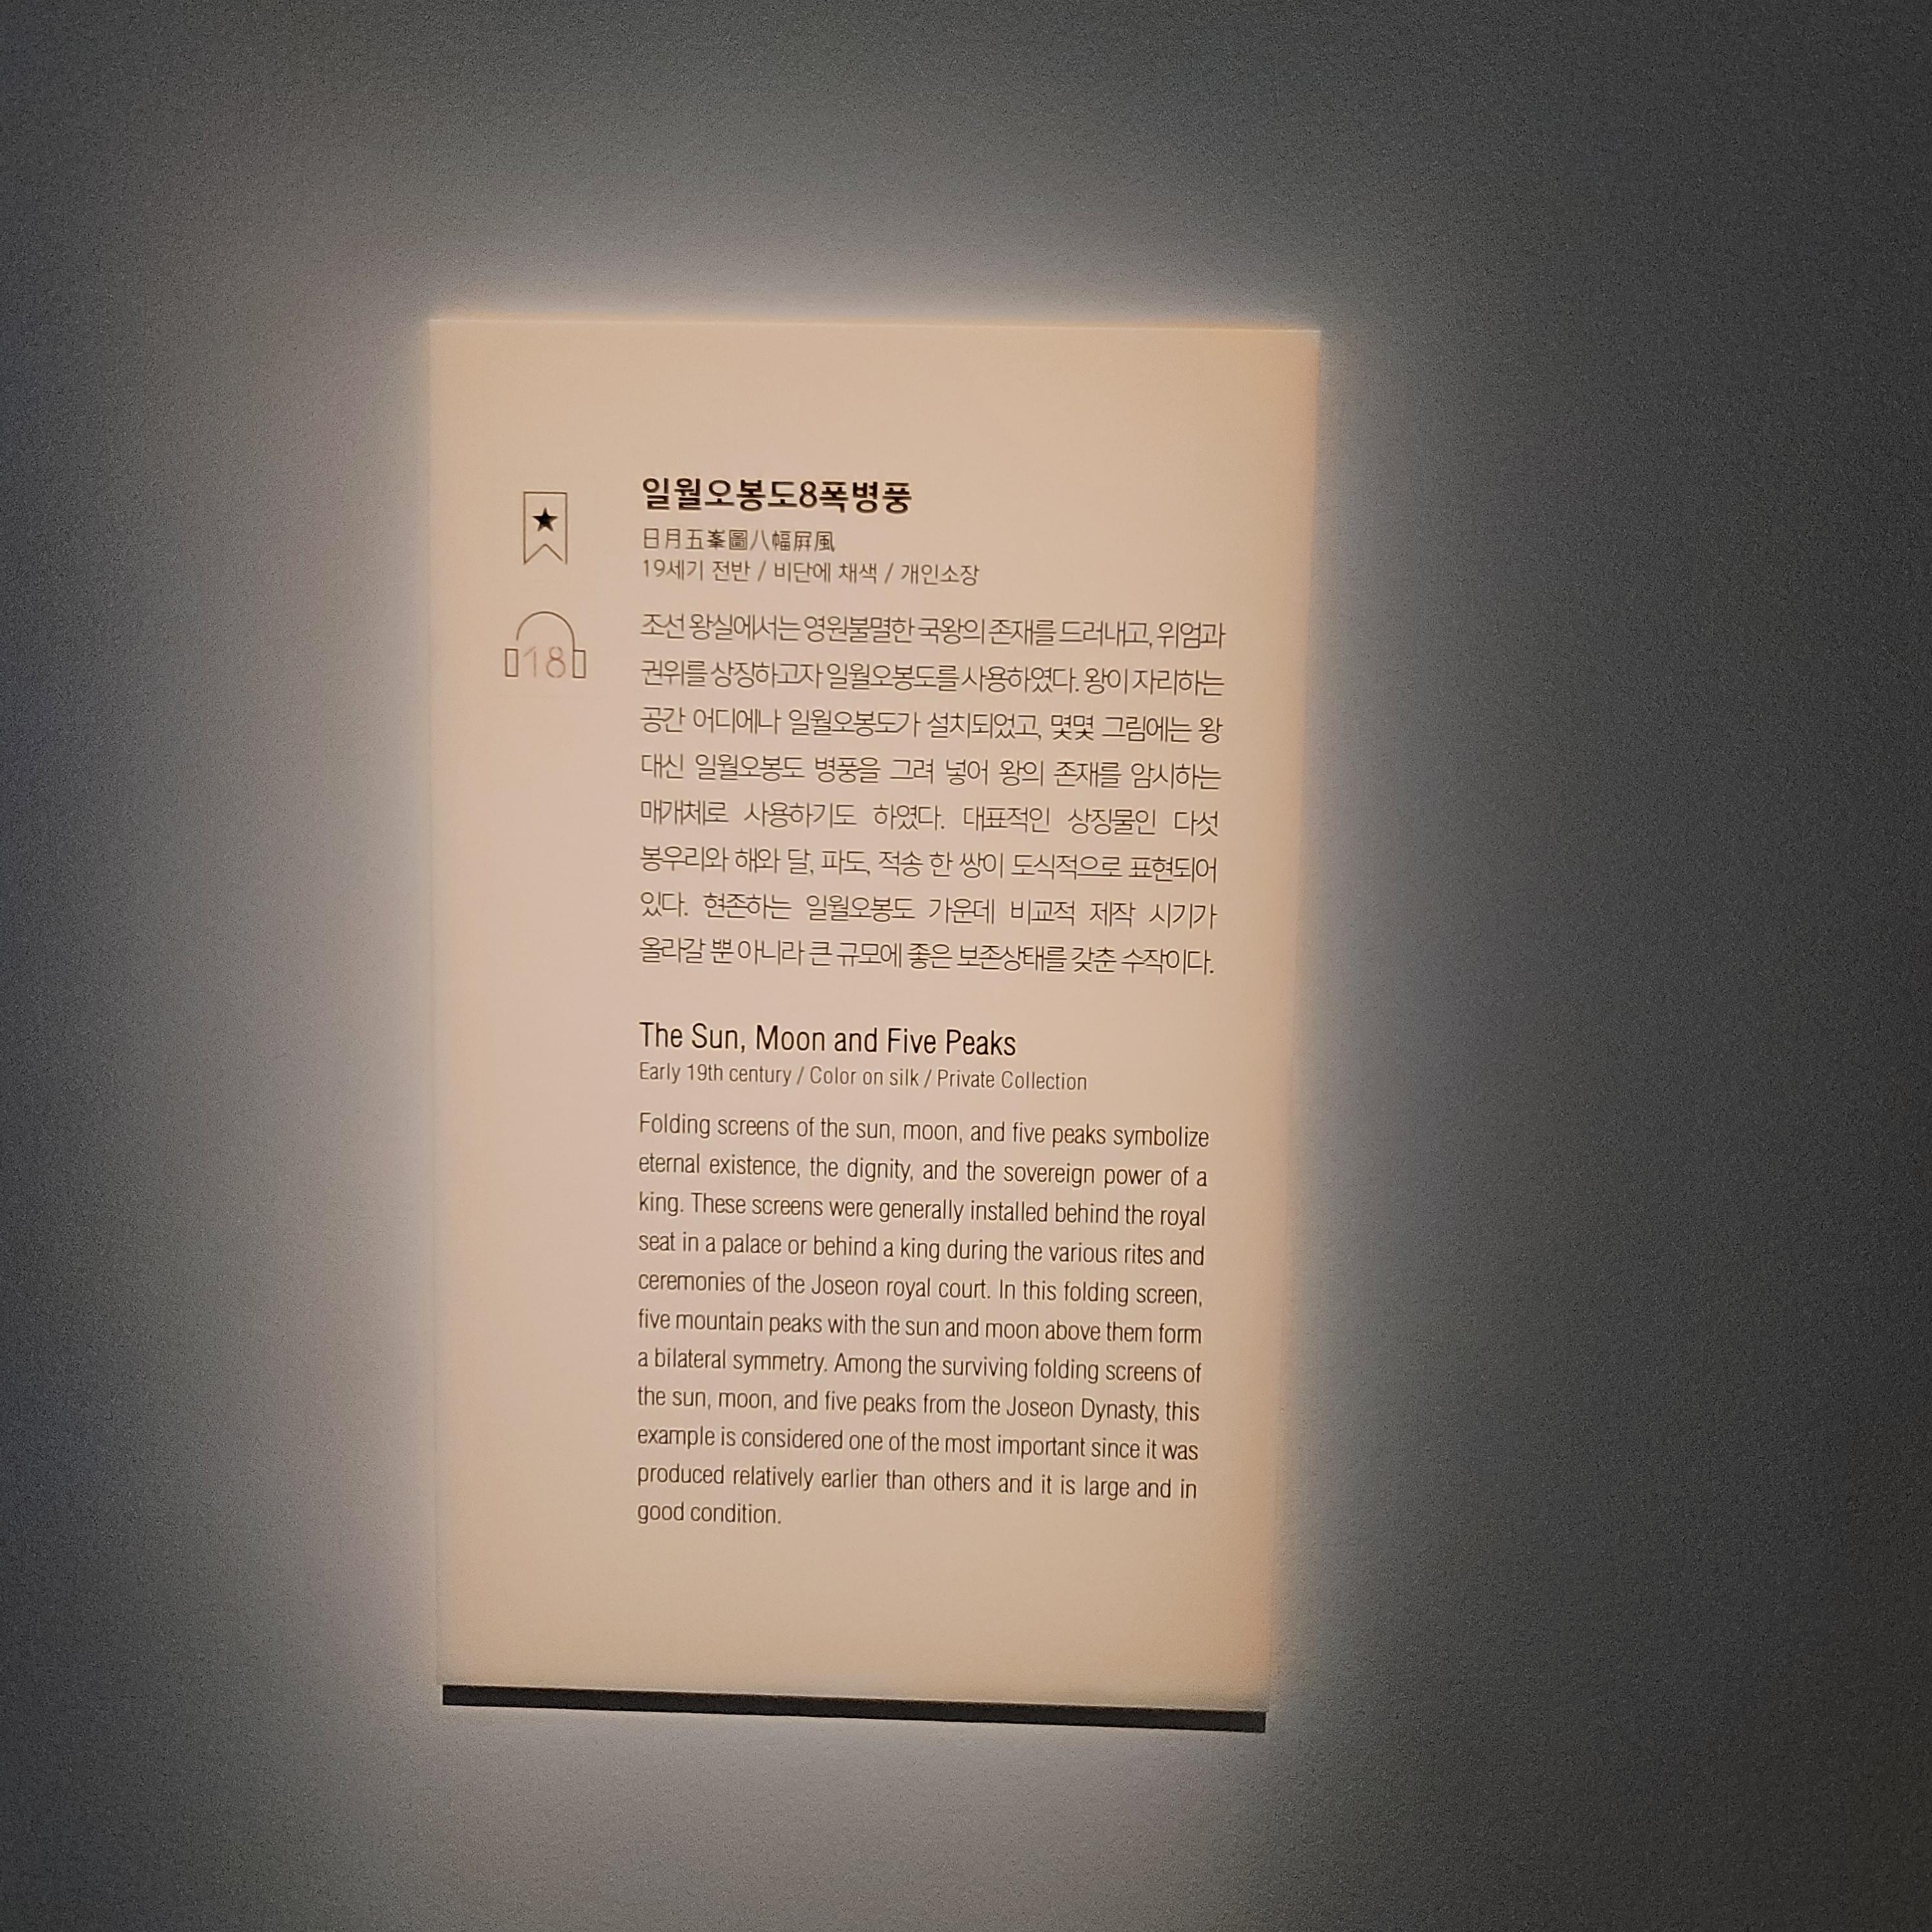 일월오봉도8폭병풍
日月五峯圖八幅屛風
19세기 전반 / 비단에 채색 / 개인소장
18
조선 왕실에서는 영원불멸한 국왕의 존재를 드러내고, 위엄과
권위를 상징하고자 일월오봉도를 사용하였다. 왕이 자리하는
공간 어디에나 일월오봉도가 설치되었고, 몇몇 그림에는 왕
대신 일월오봉도 병풍을 그려 넣어 왕의 존재를 암시하는
매개체로 사용하기도 하였다. 대표적인 상징물인 다섯
봉우리와 해와 달, 파도, 적송 한 쌍이 도식적으로 표현되어
있다. 현존하는 일월오봉도 가운데 비교적 제작 시기가
올라갈 뿐 아니라 큰 규모에 좋은 보존상태를 갖춘 수작이다.
The Sun, Moon and Five Peaks
Early 19th century / Color on silk / Private Collection
Folding screens of the sun, moon, and five peaks symbolize
eternal existence, the dignity, and the sovereign power of a
king. These screens were generally installed behind the royal
seat in a palace or behind a king during the various rites and
ceremonies of the Joseon royal court. In this folding screen,
five mountain peaks with the sun and moon above them form
a bilateral symmetry. Among the surviving folding screens of
the sun, moon, and five peaks from the Joseon Dynasty, this
example is considered one of the most important since it was
produced relatively earlier than others and it is large and in
good condition.